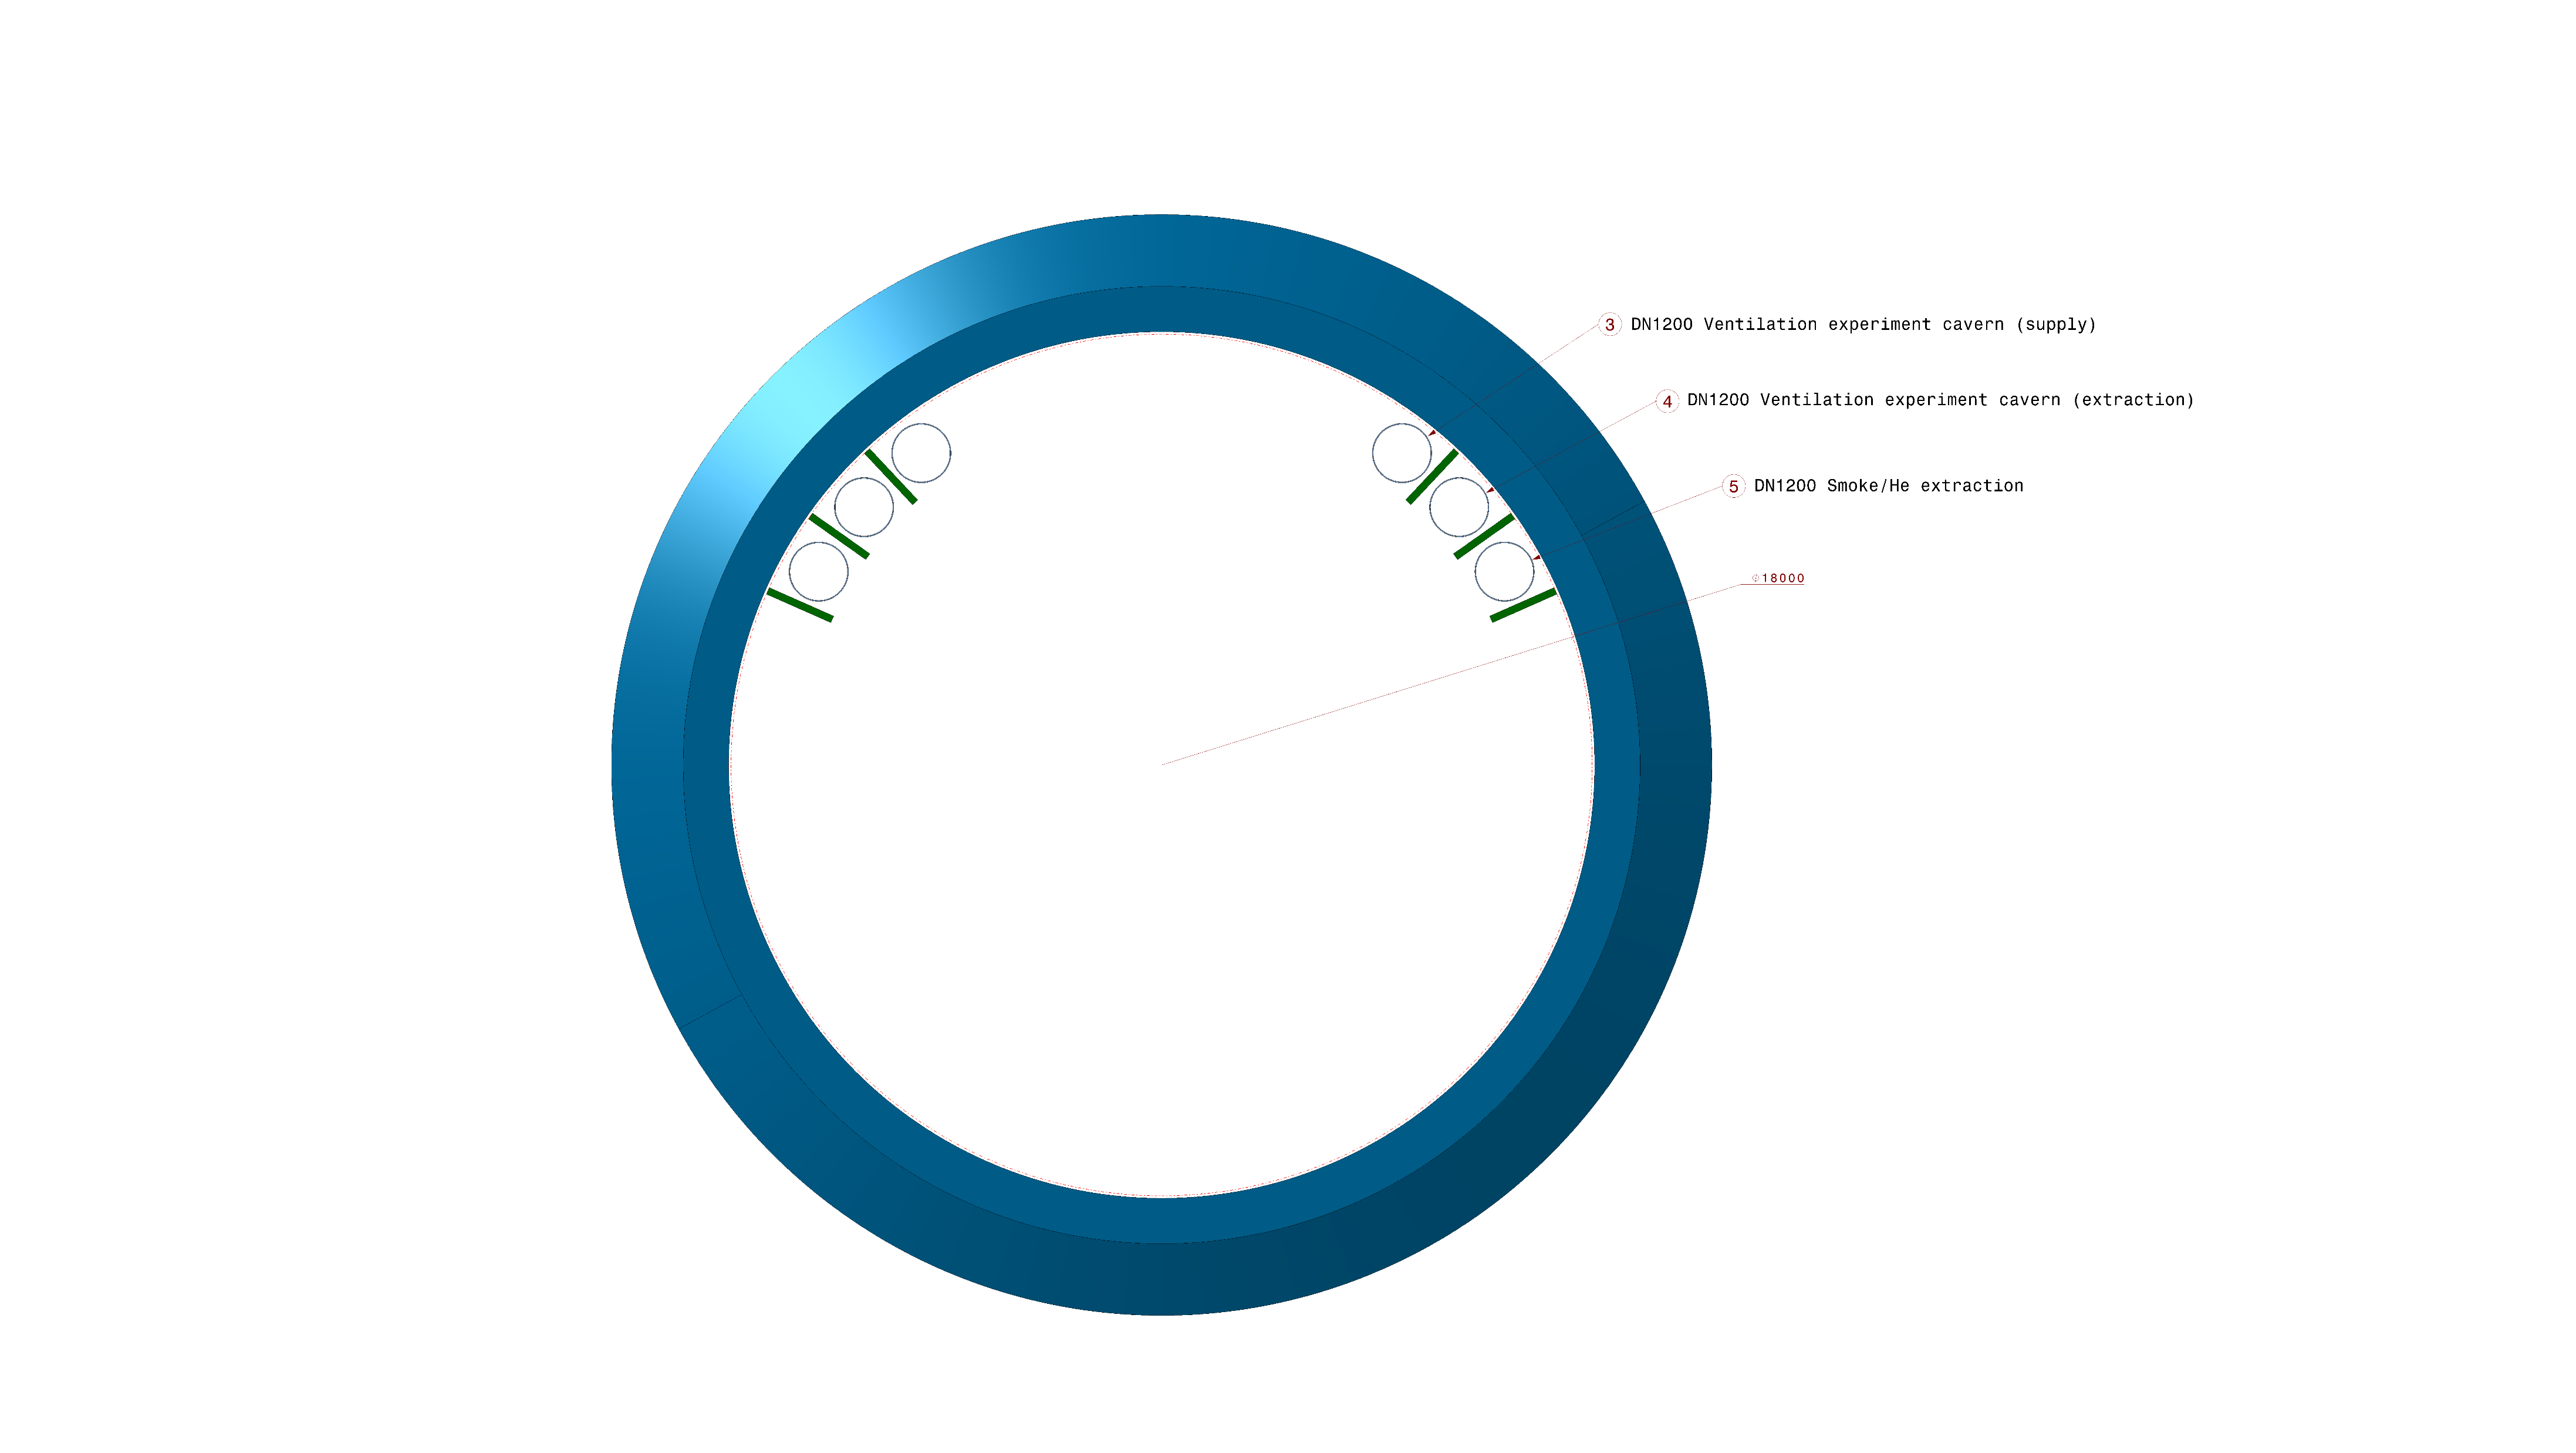 3 DN1200 Ventilation experiment cavern (supply)
4 DN1200 Ventilation experiment cavern (extraction)
5 DN1200 Smoke/He extraction
⌀18000